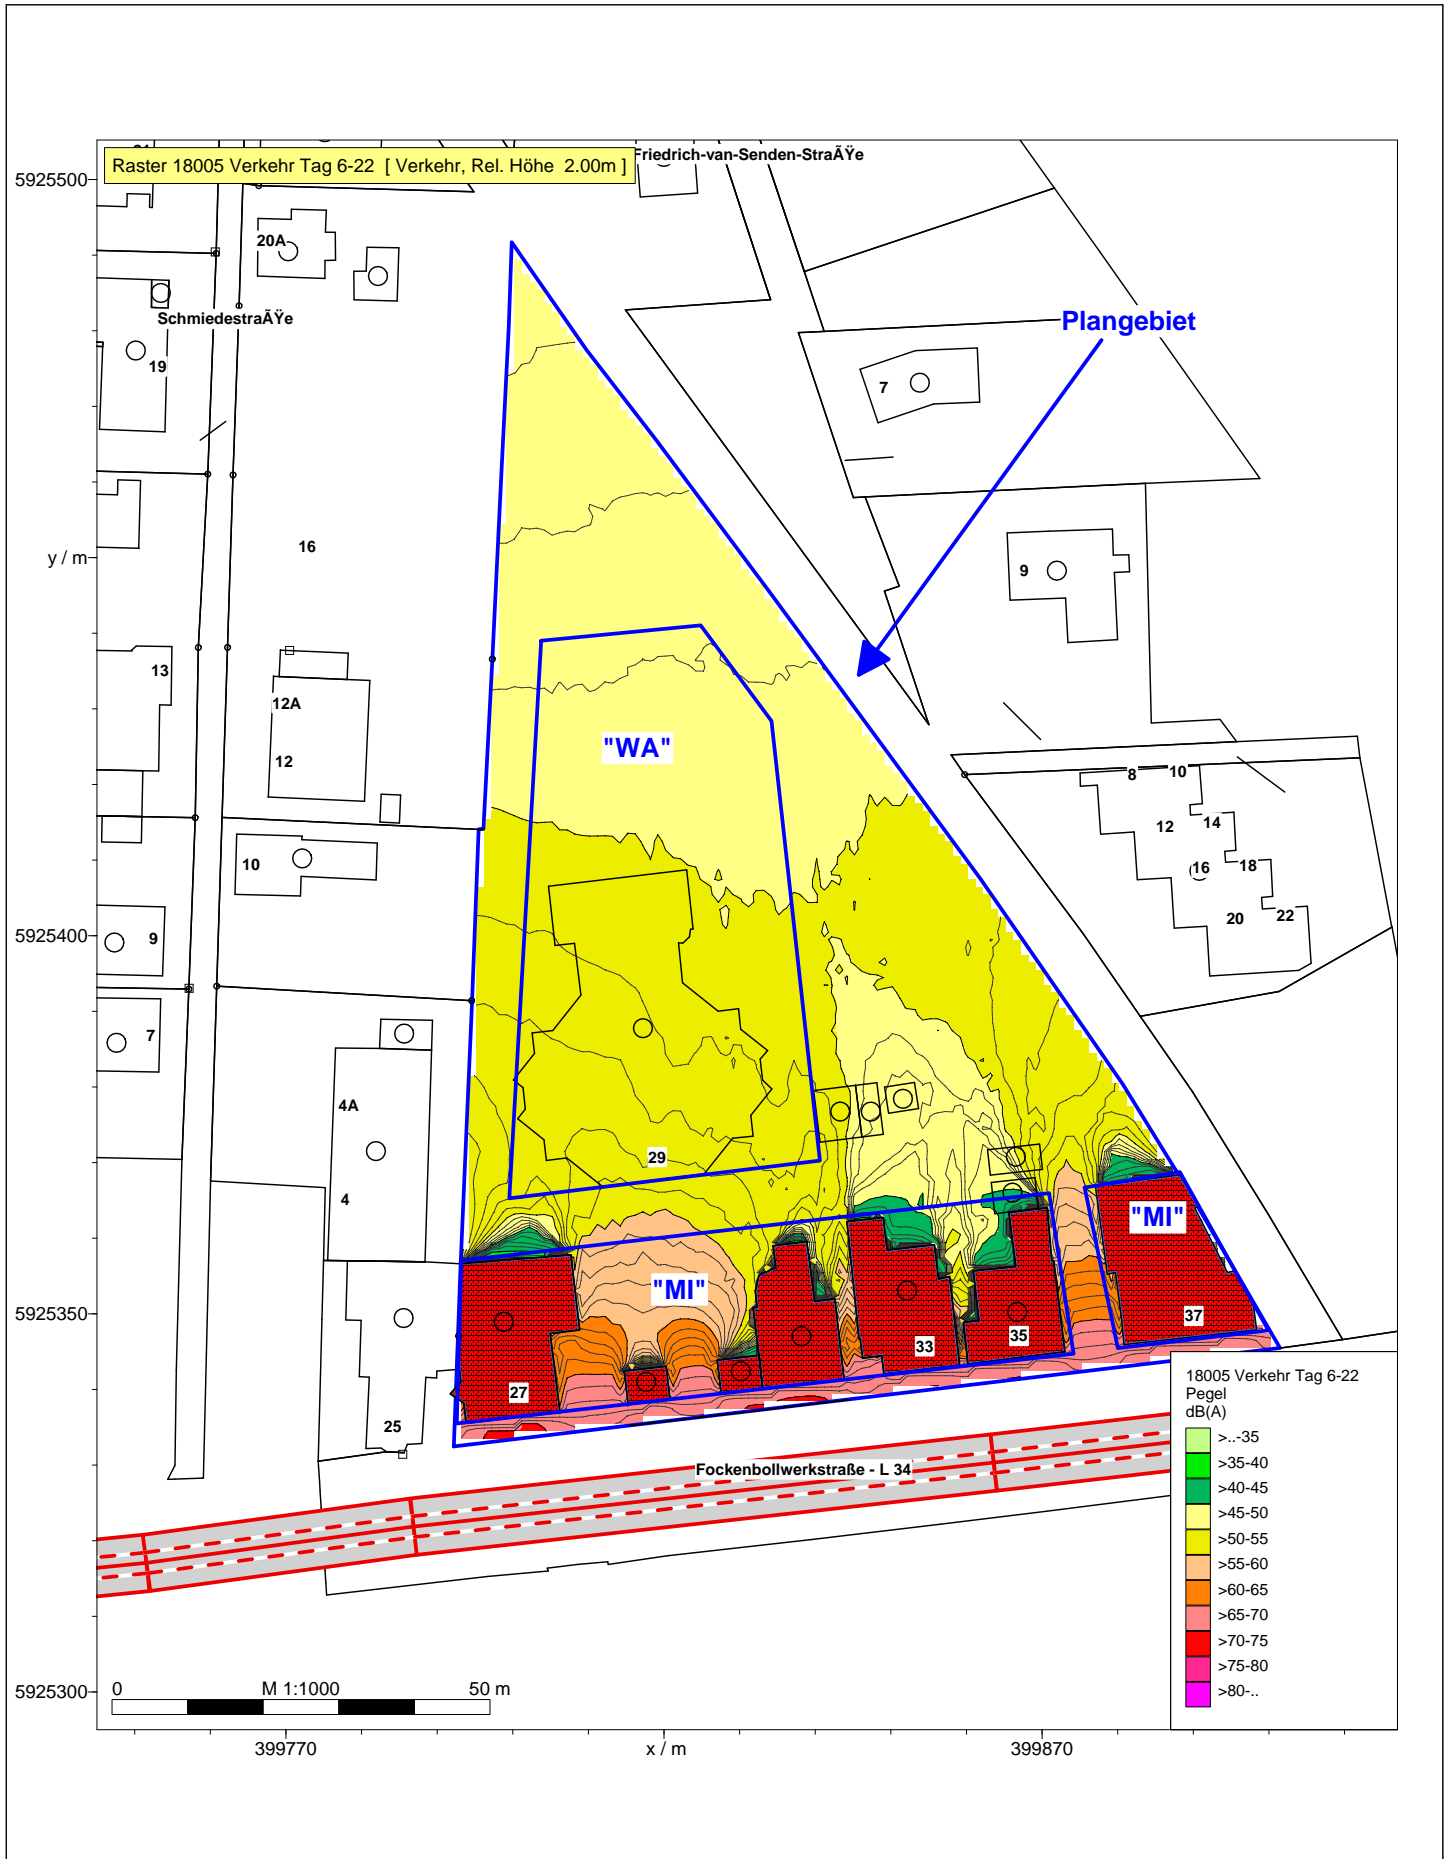 Raster 18005 Verkehr Tag 6-22 [ Verkehr, Rel. Höhe 2.00m ]
Friedrich-van-Senden-StraÃŸe
5925500
20A
SchmiedestraÃŸe
Plangebiet
19
7
16
y / m
9
13
12A
"WA"
12
8
10
12
14
10
16
18
20
22
9
5925400
7
4A
29
4
"MI"
"MI"
5925350
37
33
35
27
25
Fockenbollwerkstraße - L 34
18005 Verkehr Tag 6-22
Pegel
dB(A)
>..-35
>35-40
>40-45
>45-50
>50-55
>55-60
>60-65
>65-70
>70-75
>75-80
>80-..
5925300
0
M 1:1000
50 m
399770
x / m
399870